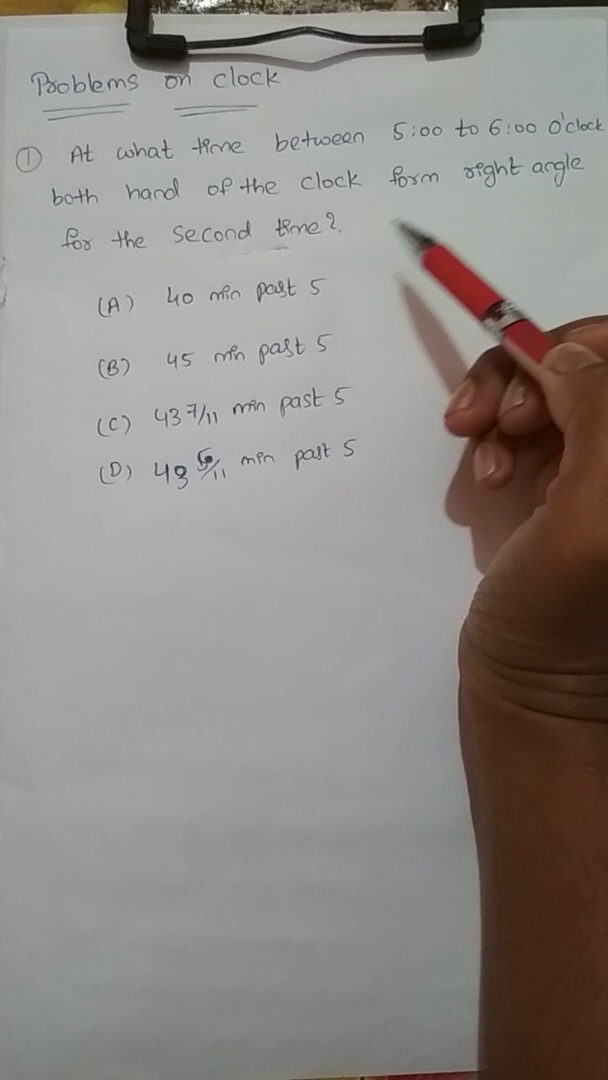 Problems on clock
① At what time between 5:00 to 6:00 O'clock
both hand of the clock form right angle
for the second time?
(A) 40 min past 5
(B) 45 min past 5
(C) 43 7/11 min past 5
(D) 43 5/11 min past 5